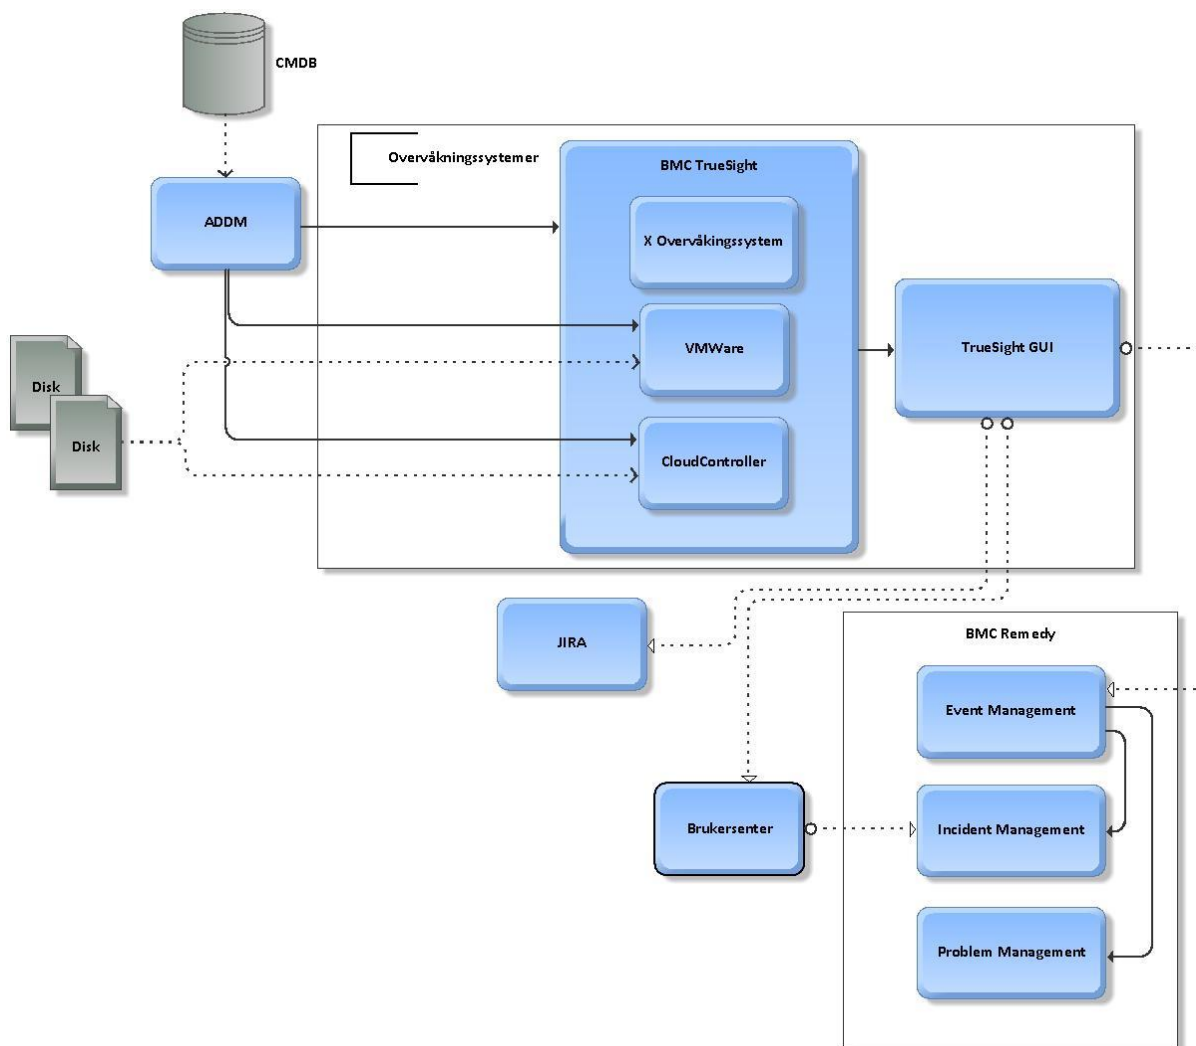 CMDB
Overvåkningssystemer
BMC TrueSight
ADDM
X Overvåkingssystem
VMWare
TrueSight GUI
Disk
Disk
CloudController
JIRA
BMC Remedy
Event Management
Brukersenter
Incident Management
Problem Management